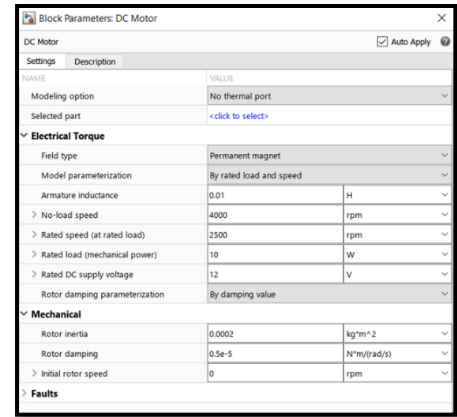 Block Parameters: DC Motor
DC Motor Auto Apply
Settings Description
NAME VALUE
Modeling option No thermal port
Selected part <click to select>
Electrical Torque
Field type Permanent magnet
Model parameterization By rated load and speed
Armature inductance 0.01 H
No-load speed 4000 rpm
Rated speed (at rated load) 2500 rpm
Rated load (mechanical power) 10 W
Rated DC supply voltage 12 V
Rotor damping parameterization By damping value
Mechanical
Rotor inertia 0.0002 kg*m^2
Rotor damping 0.5e-5 N*m/(rad/s)
Initial rotor speed 0 rpm
Faults